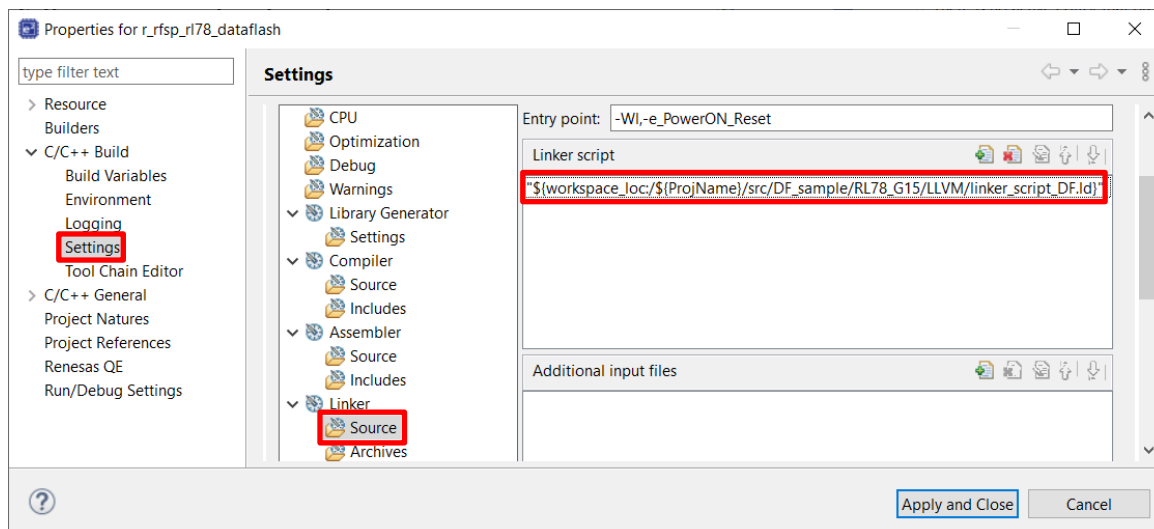 Properties for r_rfsp_rl78_dataflash
type filter text
Settings
Resource
Builders
C/C++ Build
Build Variables
Environment
Logging
Settings
Tool Chain Editor
C/C++ General
Project Natures
Project References
Renesas QE
Run/Debug Settings
CPU
Optimization
Debug
Warnings
Library Generator
Settings
Compiler
Source
Includes
Assembler
Source
Includes
Linker
Source
Archives
Entry point: -Wl,-e_PowerON_Reset
Linker script
"${workspace_loc:/${ProjName}/src/DF_sample/RL78_G15/LLVM/linker_script_DF.ld}"
Additional input files
?
Apply and Close
Cancel